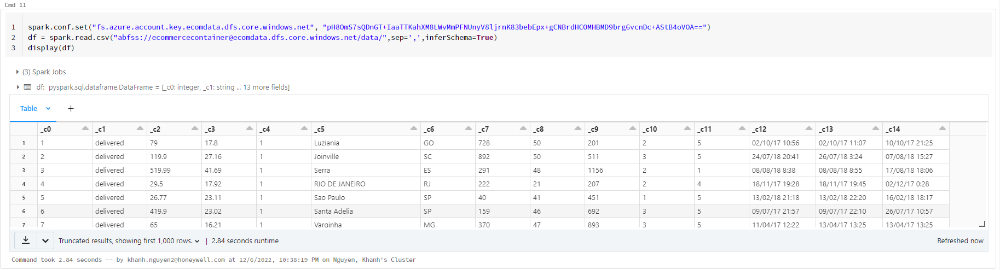 Cmd 11
1 spark.conf.set("fs.azure.account.key.ecomdata.dfs.core.windows.net", "pH8OmS7sQDnGT+IaaTTKahXM8LWvMmPFNUnyV8ljrnK83bebEpx+gCNBrdHCOMHBMD9brg6vcnDc+AStB4oVOA==")
2 df = spark.read.csv("abfss://ecommercecontainer@ecomdata.dfs.core.windows.net/data/",sep=',',inferSchema=True)
3 display(df)
(3) Spark Jobs
df: pyspark.sql.dataframe.DataFrame = [_c0: integer, _c1: string ... 13 more fields]
Table +
_c0 _c1 _c2 _c3 _c4 _c5 _c6 _c7 _c8 _c9 _c10 _c11 _c12 _c13 _c14
1 1 delivered 79 17.8 1 Luziania GO 728 50 201 2 5 02/10/17 10:56 02/10/17 11:07 10/10/17 21:25
2 2 delivered 119.9 27.16 1 Joinville SC 892 50 511 3 5 24/07/18 20:41 26/07/18 3:24 07/08/18 15:27
3 3 delivered 519.99 41.69 1 Serra ES 291 48 1156 2 1 08/08/18 8:38 08/08/18 8:55 17/08/18 18:06
4 4 delivered 29.5 17.92 1 RIO DE JANEIRO RJ 222 21 207 2 4 18/11/17 19:28 18/11/17 19:45 02/12/17 0:28
5 5 delivered 26.77 23.11 1 Sao Paulo SP 40 41 451 1 5 13/02/18 21:18 13/02/18 22:20 16/02/18 18:17
6 6 delivered 419.9 23.02 1 Santa Adelia SP 159 46 692 3 5 09/07/17 21:57 09/07/17 22:10 26/07/17 10:57
7 7 delivered 65 16.21 1 Varginha MG 370 47 893 3 5 11/04/17 12:22 13/04/17 13:25 13/04/17 13:25
Truncated results, showing first 1,000 rows. | 2.84 seconds runtime Refreshed now
Command took 2.84 seconds -- by khanh.nguyen2@honeywell.com at 12/6/2022, 10:38:19 PM on Nguyen, Khanh's Cluster